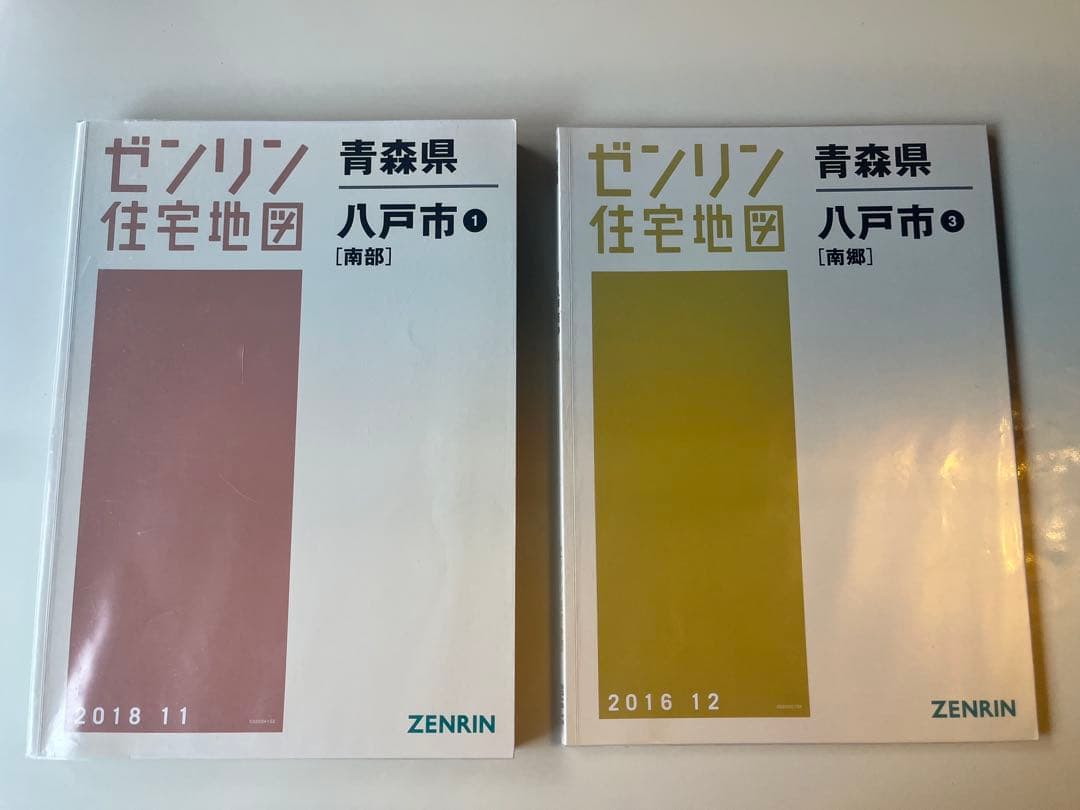 ゼンリン
住宅地図
青森県
八戸市❶
[南部]
2018 11
ZENRIN
ゼンリン
住宅地図
青森県
八戸市❸
[南郷]
2016 12
ZENRIN